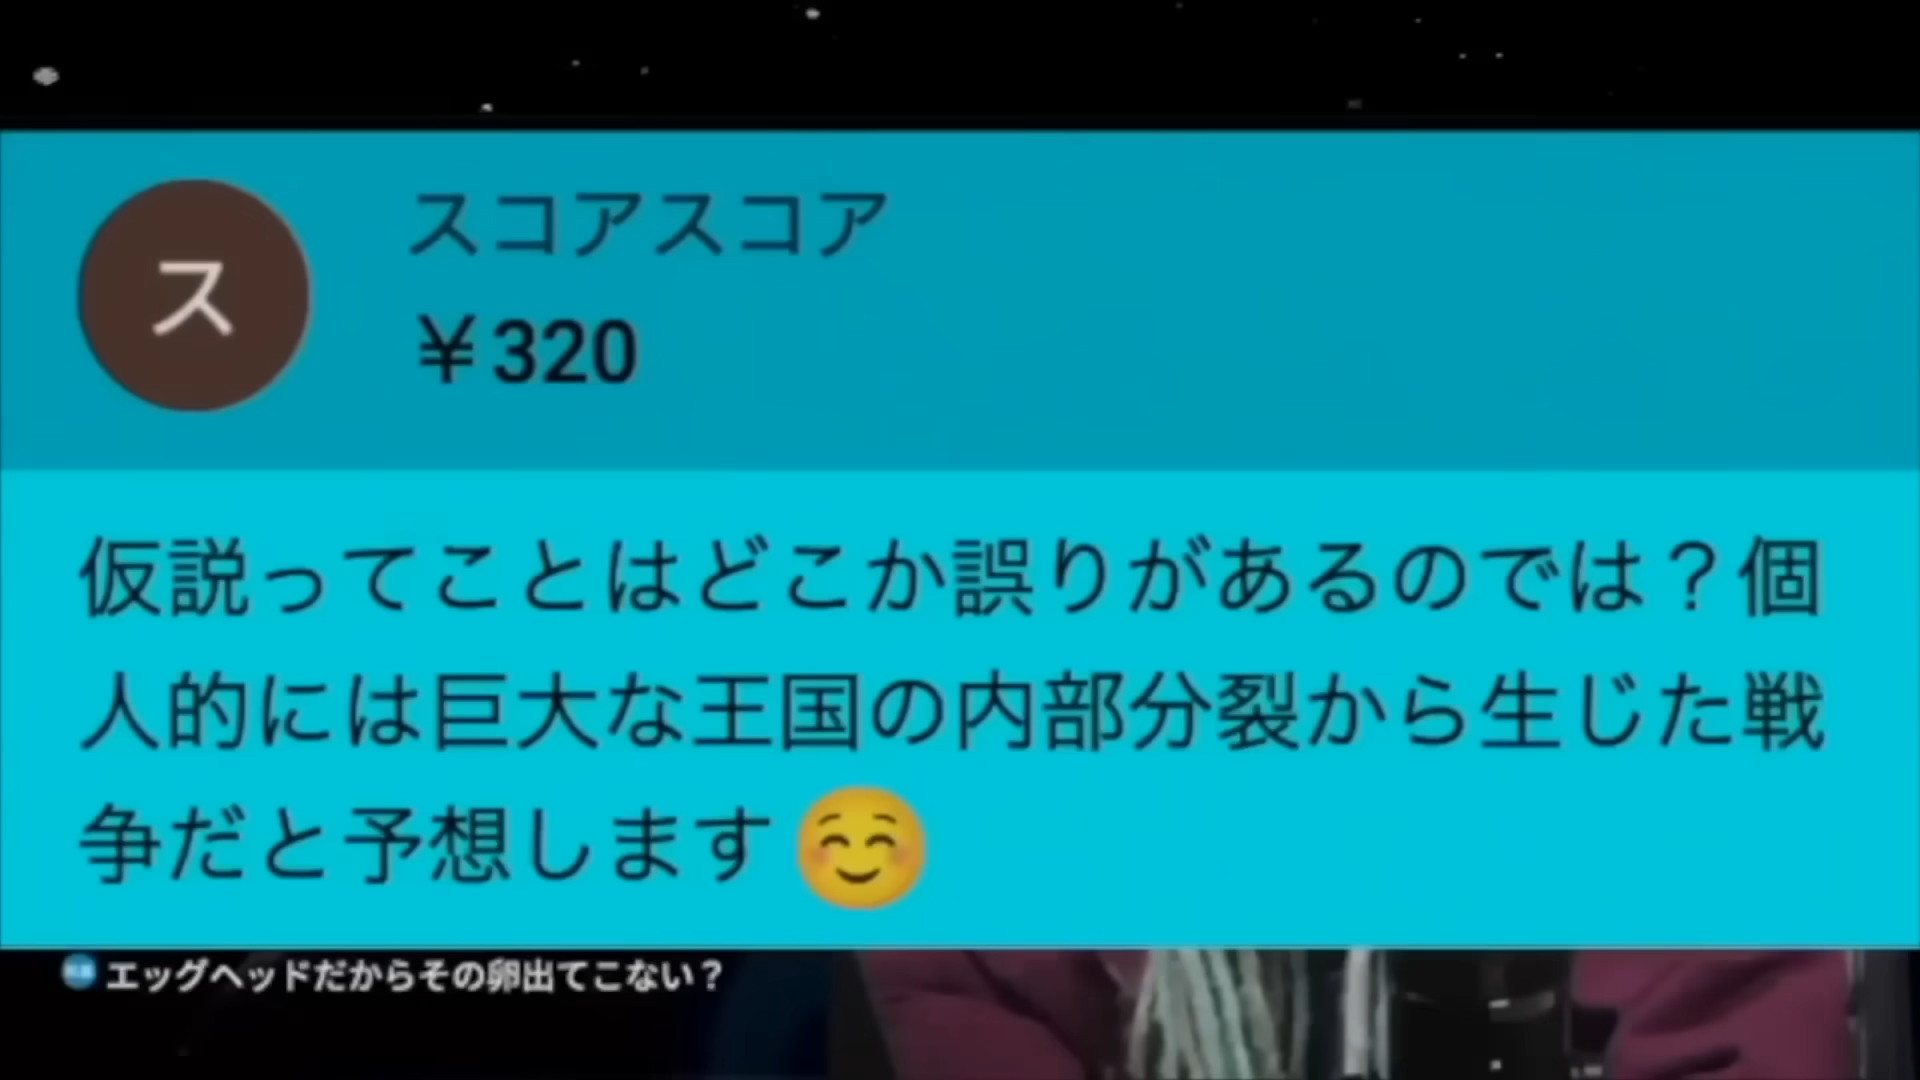 ス
スコアスコア
￥320
仮説ってことはどこか誤りがあるのでは？個
人的には巨大な王国の内部分裂から生じた戦
争だと予想します☺️
エッグヘッドだからその卵出てこない？